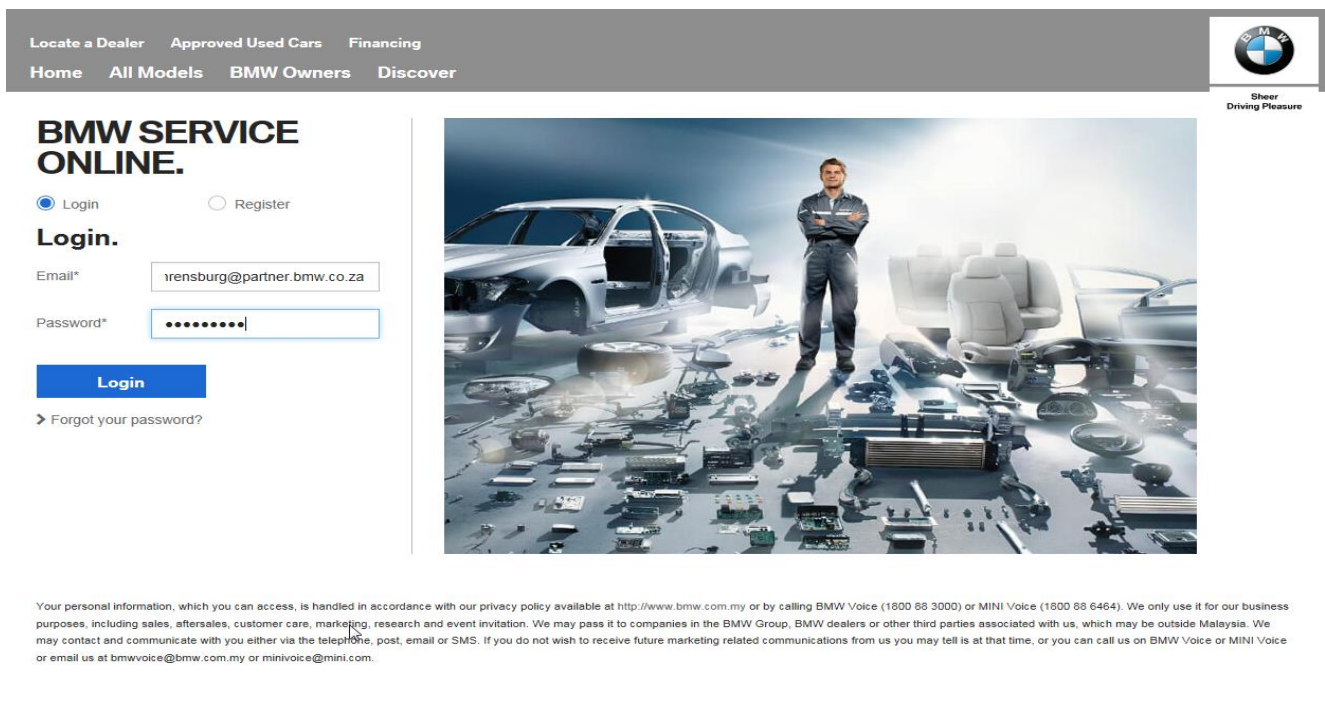 Locate a Dealer Approved Used Cars Financing
Home All Models BMW Owners Discover
BMW
Sheer
Driving Pleasure
BMW SERVICE
ONLINE.
Login Register
Login.
Email* rensburg@partner.bmw.co.za
Password* •••••••••
Login
Forgot your password?
Your personal information, which you can access, is handled in accordance with our privacy policy available at http://www.bmw.com.my or by calling BMW Voice (1800 88 3000) or MINI Voice (1800 88 6464). We only use it for our business
purposes, including sales, aftersales, customer care, marketing, research and event invitation. We may pass it to companies in the BMW Group, BMW dealers or other third parties associated with us, which may be outside Malaysia. We
may contact and communicate with you either via the telephone, post, email or SMS. If you do not wish to receive future marketing related communications from us you may tell is at that time, or you can call us on BMW Voice or MINI Voice
or email us at bmwvoice@bmw.com.my or minivoice@mini.com.